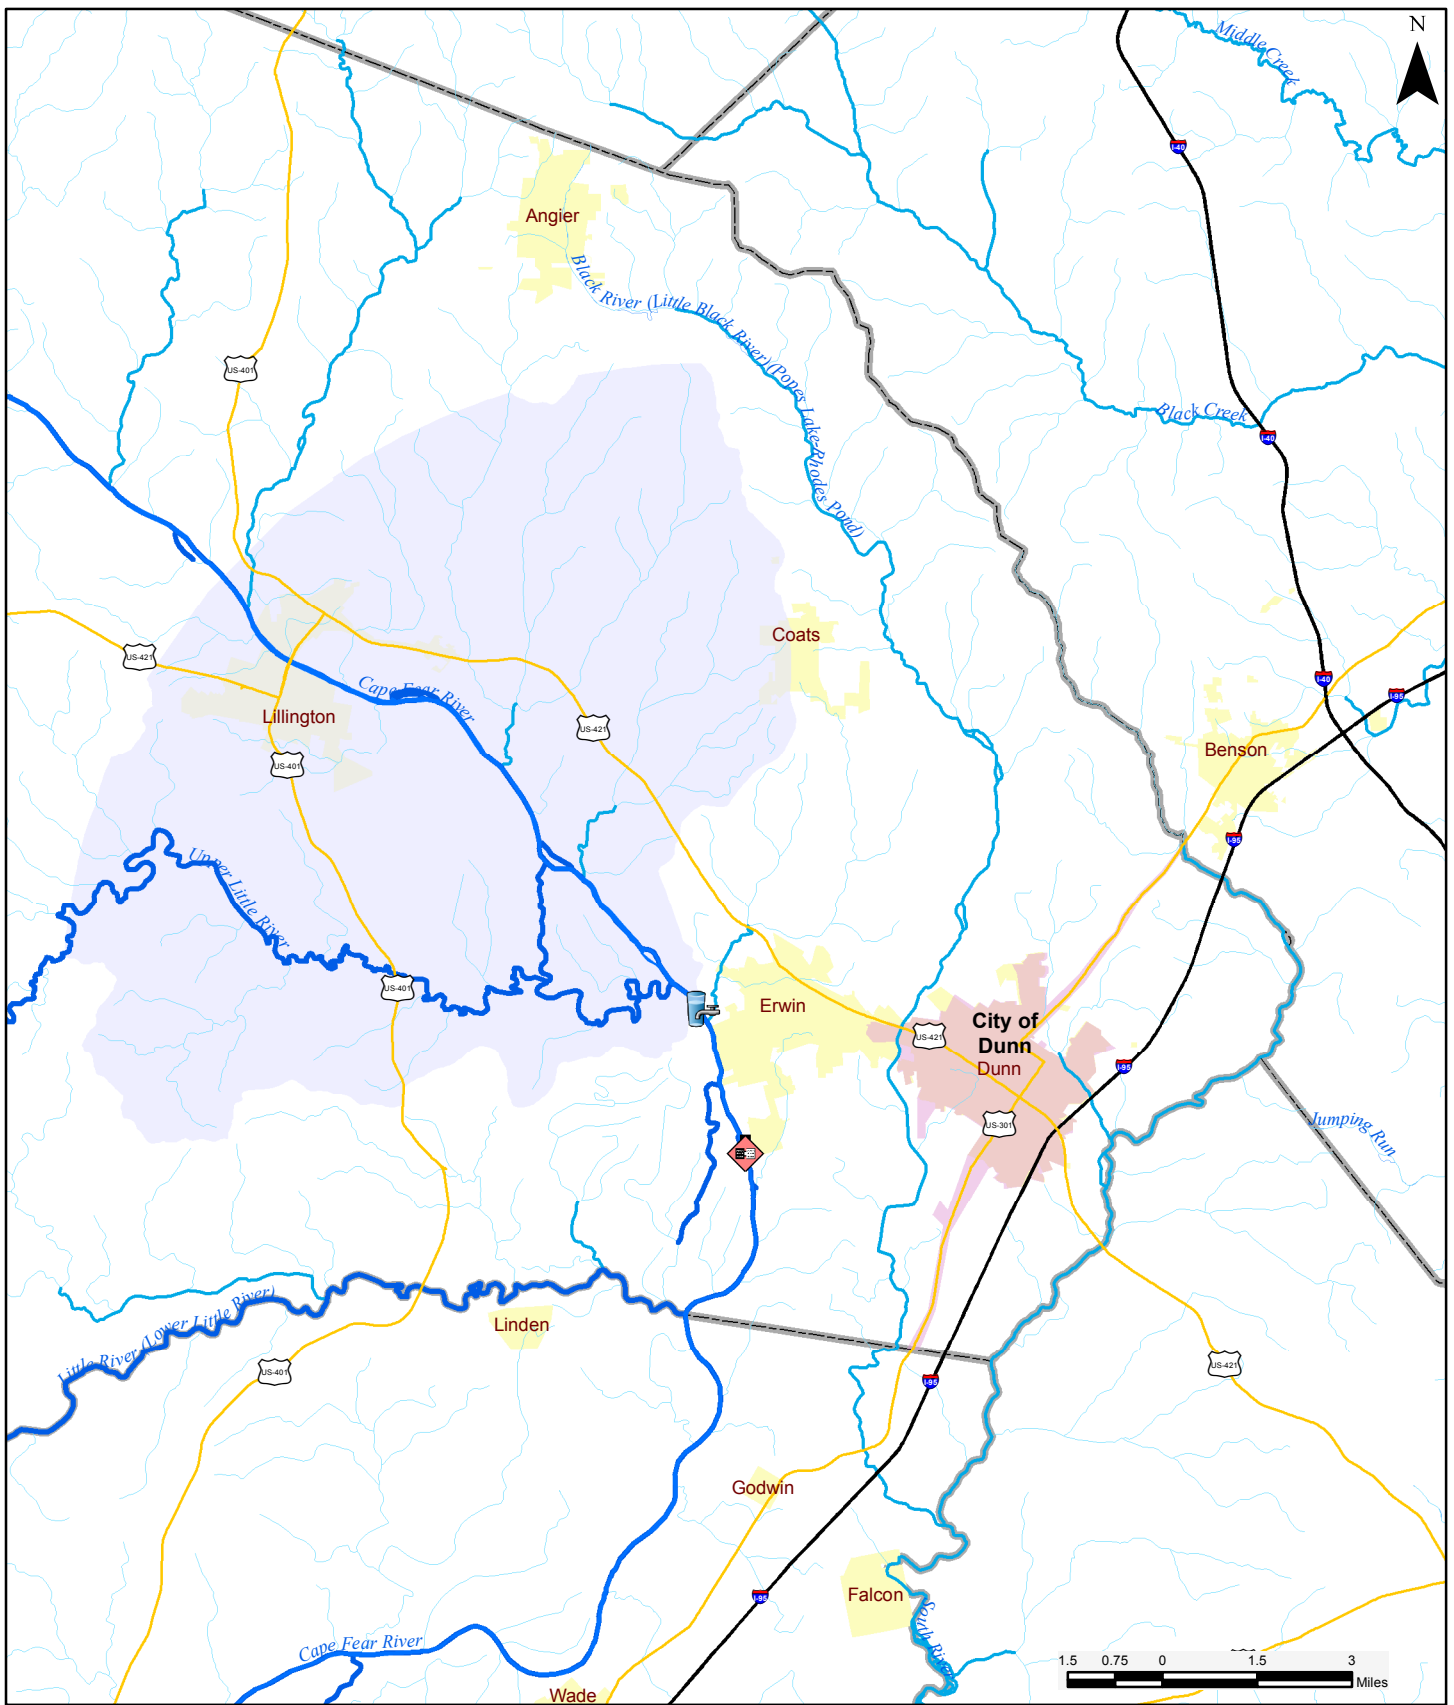 N
Middle Creek
I-40
Angier
Black River (Little Black River)(Popes Lake-Rhodes Pond)
US-401
Black Creek
I-40
Coats
US-421
I-40
I-95
Cape Fear River
Lillington
US-421
Benson
US-401
I-95
Upper Little River
US-401
Erwin
City of
Dunn
US-421
Dunn
I-95
US-301
Jumping Run
Little River (Lower Little River)
Linden
US-401
US-421
I-95
Godwin
Falcon
I-95
South River
Cape Fear River
1.5 0.75 0 1.5 3
Miles
Wade